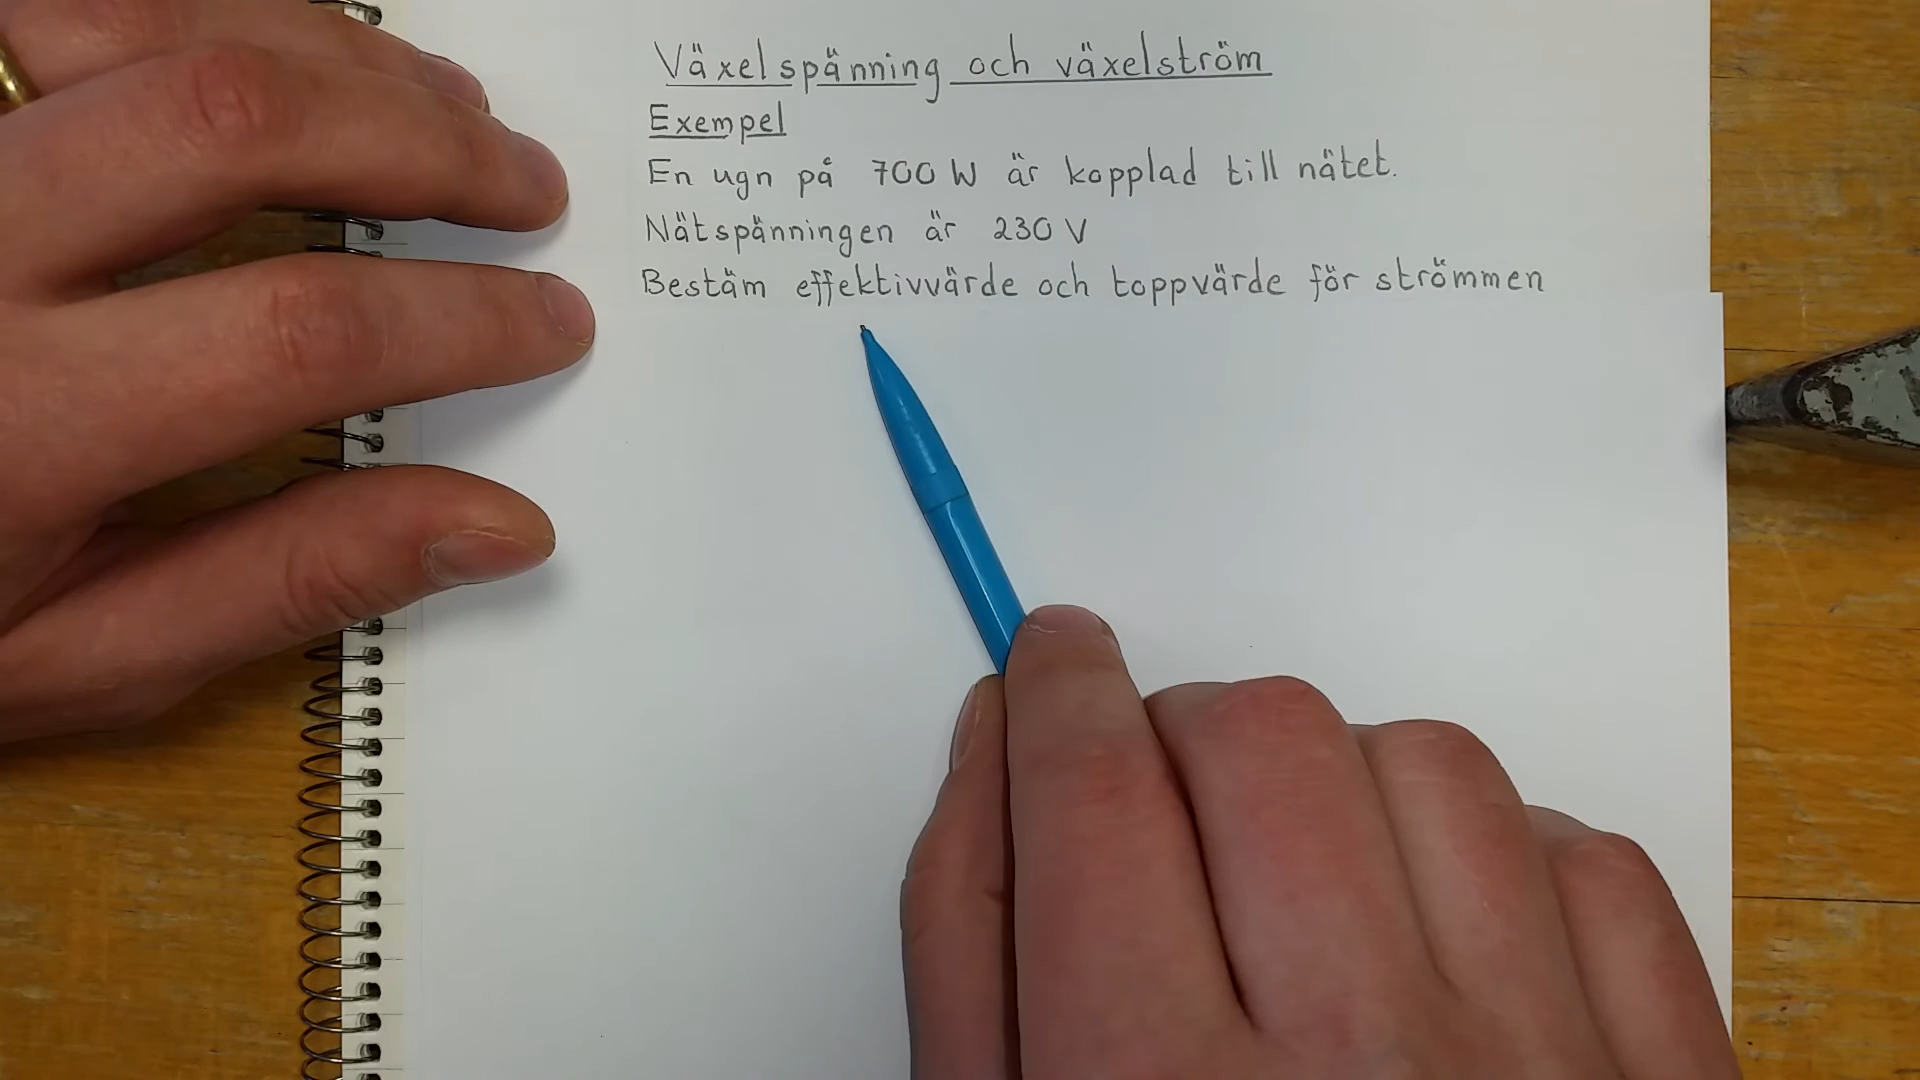 Växelspänning och växelström
Exempel
En ugn på 700 W är kopplad till nätet.
Nätspänningen är 230 V
Bestäm effektivvärde och toppvärde för strömmen